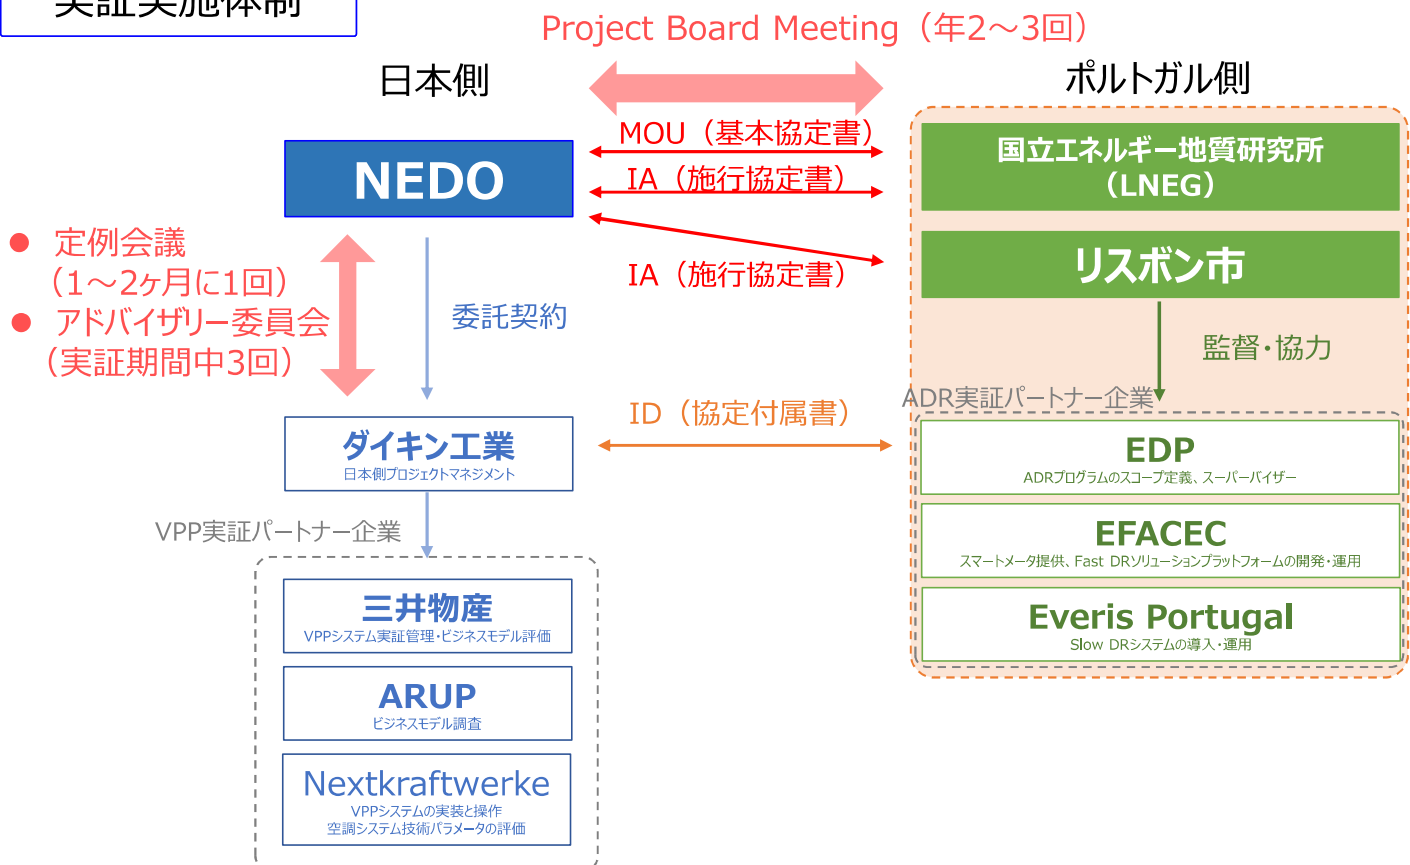 実証実施体制
Project Board Meeting（年2～3回）
日本側
ポルトガル側
MOU（基本協定書）
IA（施行協定書）
IA（施行協定書）
NEDO
国立エネルギー地質研究所
（LNEG）
リスボン市
● 定例会議
（1～2ヶ月に1回）
● アドバイザリー委員会
（実証期間中3回）
委託契約
監督・協力
ADR実証パートナー企業
ID（協定付属書）
ダイキン工業
日本側プロジェクトマネジメント
EDP
ADRプログラムのスコープ定義、スーパーバイザー
EFACEC
スマートメータ提供、Fast DRソリューションプラットフォームの開発・運用
Everis Portugal
Slow DRシステムの導入・運用
VPP実証パートナー企業
三井物産
VPPシステム実証管理・ビジネスモデル評価
ARUP
ビジネスモデル調査
Nextkraftwerke
VPPシステムの実装と操作
空調システム技術パラメータの評価